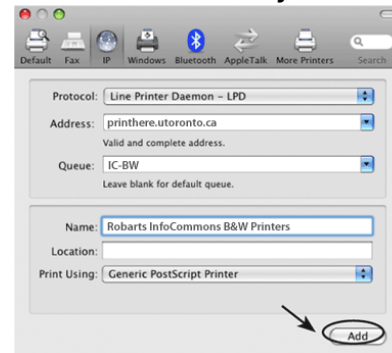 Default Fax IP Windows Bluetooth AppleTalk More Printers Search
Protocol: Line Printer Daemon – LPD
Address: printhere.utoronto.ca
Valid and complete address.
Queue: IC-BW
Leave blank for default queue.
Name: Robarts InfoCommons B&W Printers
Location:
Print Using: Generic PostScript Printer
Add